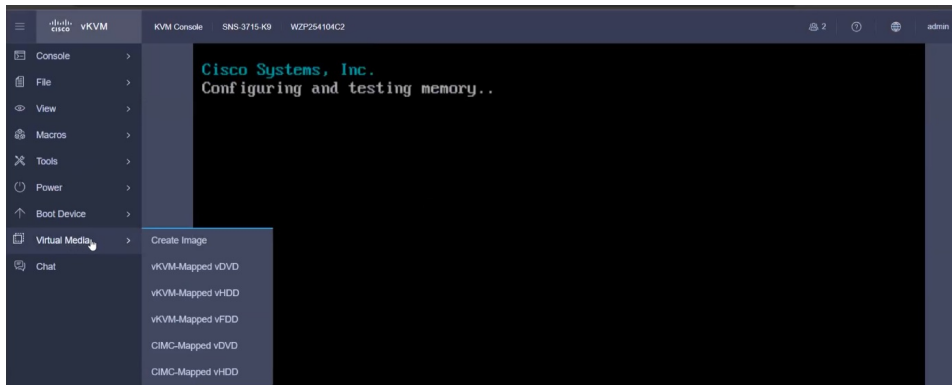 cisco vKVM KVM Console SNS-3715-K9 WZP254104C2 2 admin
Console
File
View
Macros
Tools
Power
Boot Device
Virtual Media
Chat
Create Image
vKVM-Mapped vDVD
vKVM-Mapped vHDD
vKVM-Mapped vFDD
CIMC-Mapped vDVD
CIMC-Mapped vHDD
Cisco Systems, Inc.
Configuring and testing memory..